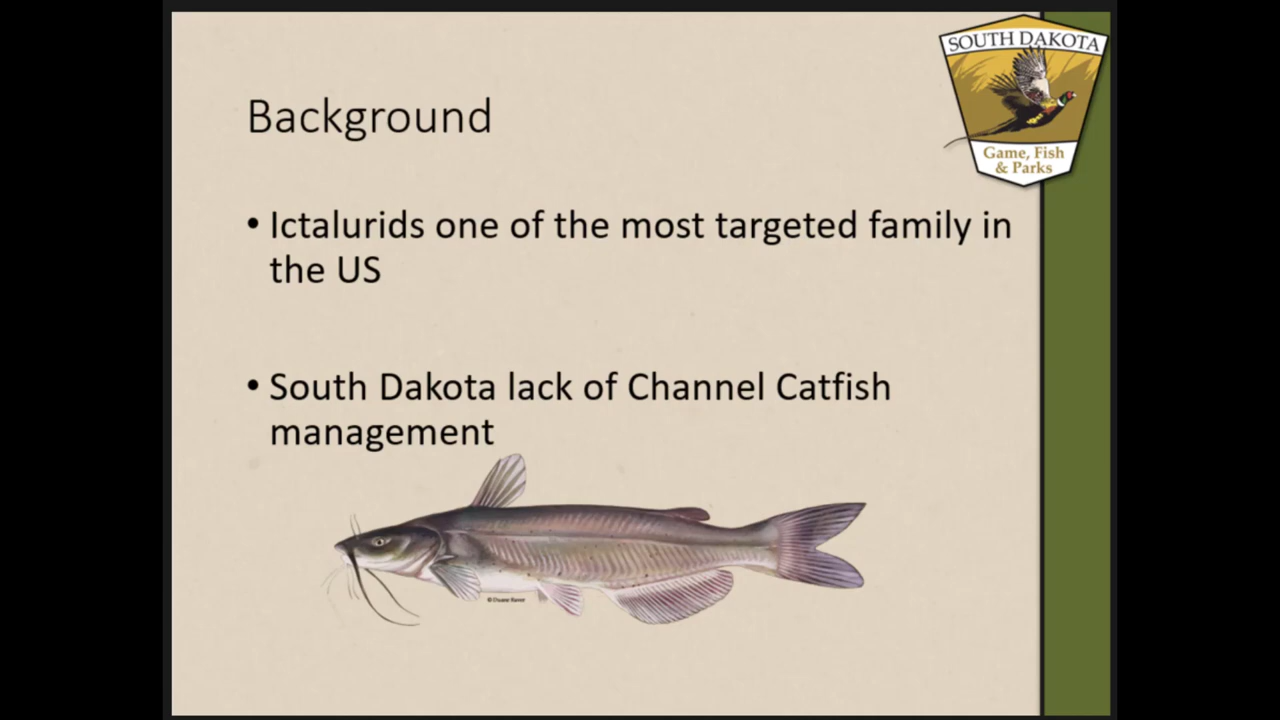 SOUTH DAKOTA
Game, Fish
& Parks
Background
• Ictalurids one of the most targeted family in
the US
• South Dakota lack of Channel Catfish
management